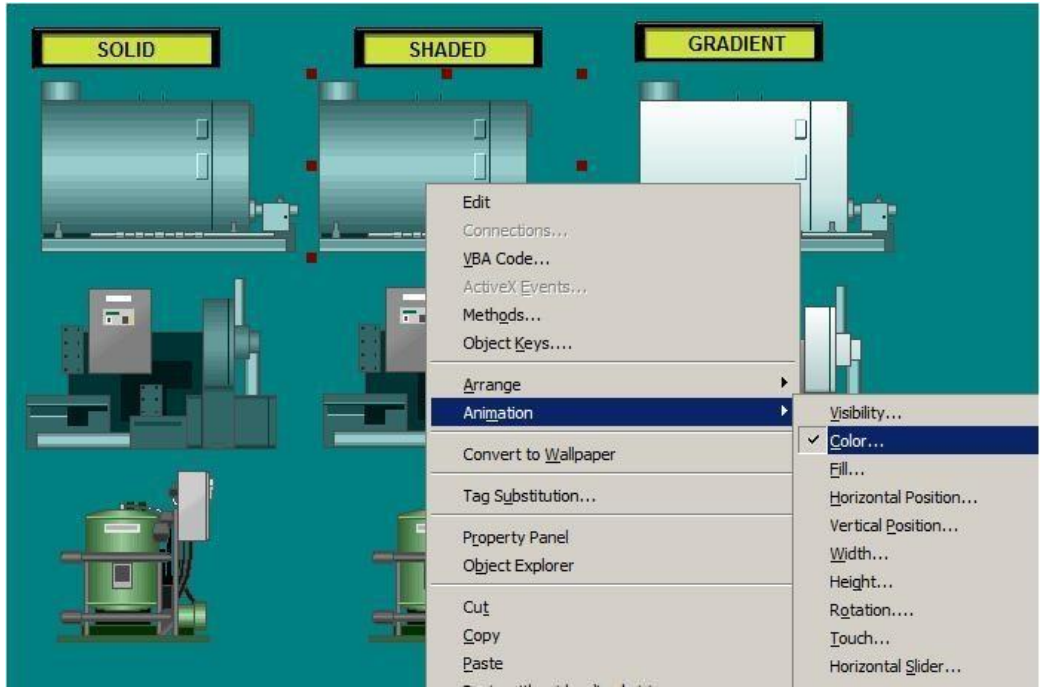 SOLID
SHADED
GRADIENT
Edit
Connections...
VBA Code...
ActiveX Events...
Methods...
Object Keys....
Arrange
Animation
Convert to Wallpaper
Tag Substitution...
Property Panel
Object Explorer
Cut
Copy
Paste
Visibility...
Color...
Fill...
Horizontal Position...
Vertical Position...
Width...
Height...
Rotation....
Touch...
Horizontal Slider...